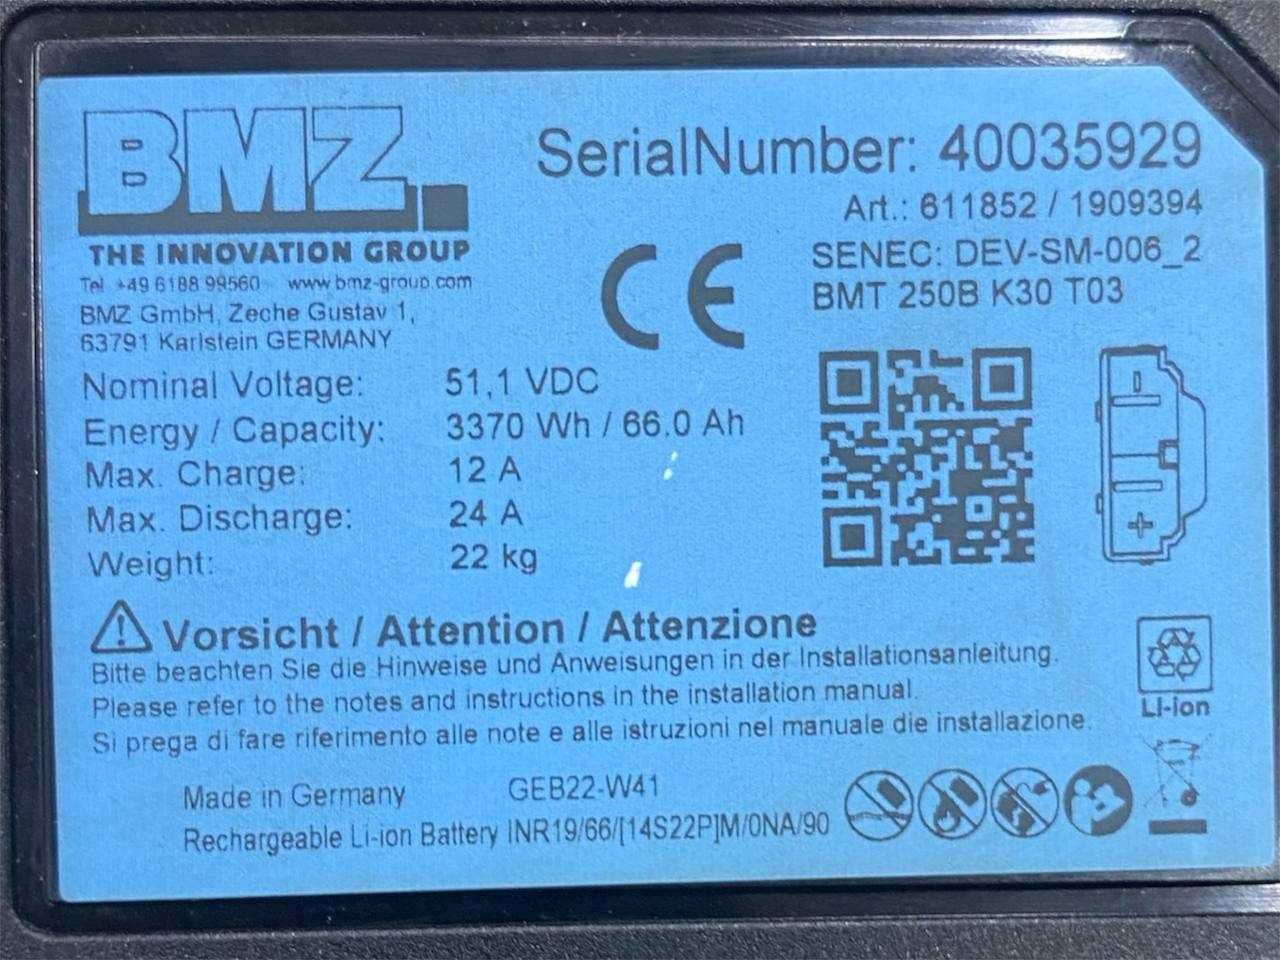 BMZ
THE INNOVATION GROUP
Tel. +49 6188 99560 www.bmz-group.com
BMZ GmbH, Zeche Gustav 1,
63791 Karlstein GERMANY
SerialNumber: 40035929
Art.: 611852 / 1909394
SENEC: DEV-SM-006_2
BMT 250B K30 T03
CE
Nominal Voltage: 51,1 VDC
Energy / Capacity: 3370 Wh / 66.0 Ah
Max. Charge: 12 A
Max. Discharge: 24 A
Weight: 22 kg
Vorsicht / Attention / Attenzione
Bitte beachten Sie die Hinweise und Anweisungen in der Installationsanleitung.
Please refer to the notes and instructions in the installation manual.
Si prega di fare riferimento alle note e alle istruzioni nel manuale die installazione.
Li-ion
Made in Germany GEB22-W41
Rechargeable Li-ion Battery INR19/66/[14S22P]M/0NA/90